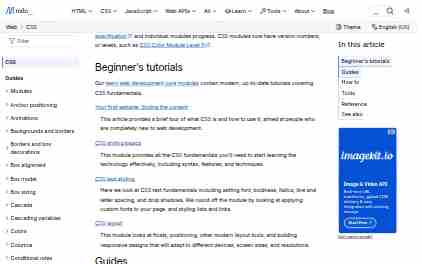 mdn_
HTML CSS JavaScript Web APIs All Learn Tools About Blog
Web > CSS
Theme
English (US)
Filter
CSS
Guides
Modules
Anchor positioning
Animations
Backgrounds and borders
Borders and box decorations
Box alignment
Box model
Box sizing
Cascade
Cascading variables
Colors
Columns
Conditional rules
specification and individual modules progress. CSS modules now have version numbers,
or levels, such as CSS Color Module Level 5.
Beginner's tutorials
Our learn web development core modules contain modern, up-to-date tutorials covering
CSS fundamentals.
Your first website: Styling the content
This article provides a brief tour of what CSS is and how to use it, aimed at people who
are completely new to web development.
CSS styling basics
This module provides all the CSS fundamentals you'll need to start learning the
technology effectively, including syntax, features, and techniques.
CSS text styling
Here we look at CSS text fundamentals including setting font, boldness, italics, line and
letter spacing, and drop shadows. We round off the module by looking at applying
custom fonts to your page, and styling lists and links.
CSS layout
This module looks at floats, positioning, other modern layout tools, and building
responsive designs that will adapt to different devices, screen sizes, and resolutions.
Guides
In this article
Beginner's tutorials
Guides
How to
Tools
Reference
See also
imagekit.io
Image & Video API
Start Here